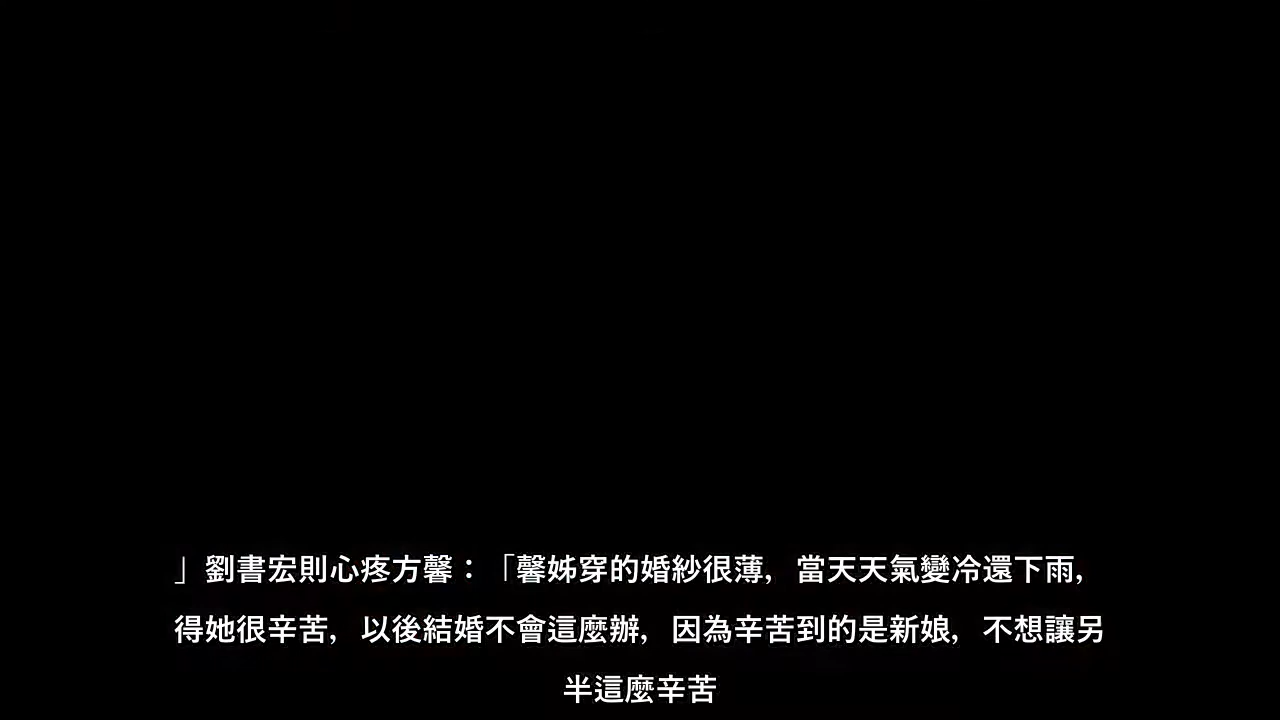 」劉書宏則心疼方馨：「馨姊穿的婚紗很薄，當天天氣變冷還下雨，
得她很辛苦，以後結婚不會這麼辦，因為辛苦到的是新娘，不想讓另
半這麼辛苦